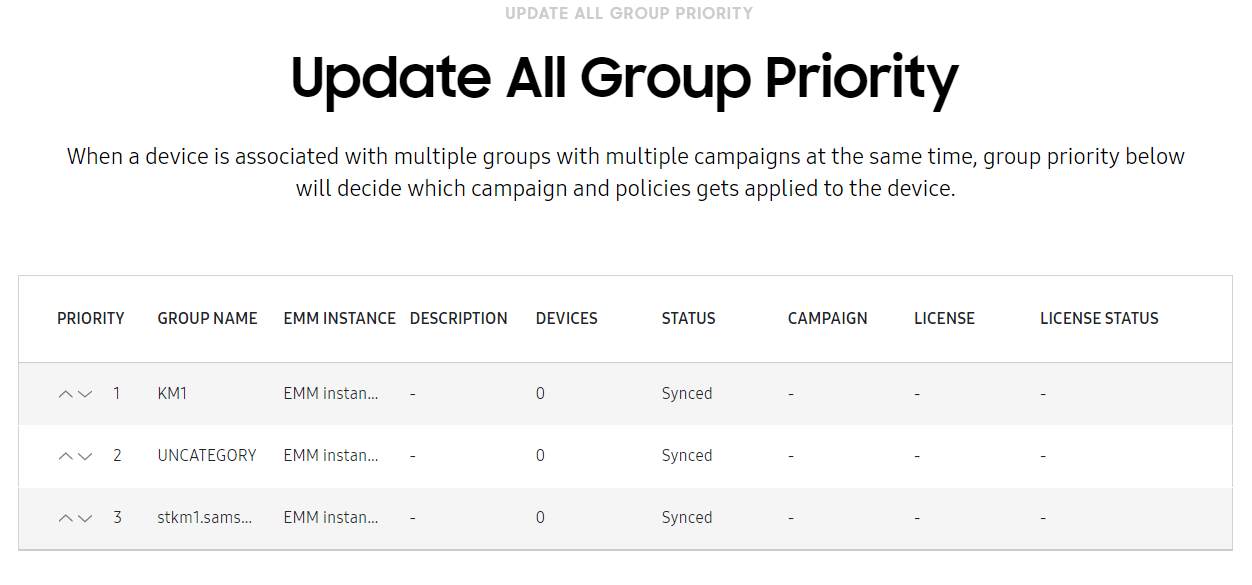 UPDATE ALL GROUP PRIORITY
Update All Group Priority
When a device is associated with multiple groups with multiple campaigns at the same time, group priority below
will decide which campaign and policies gets applied to the device.
PRIORITY GROUP NAME EMM INSTANCE DESCRIPTION DEVICES STATUS CAMPAIGN LICENSE LICENSE STATUS
1 KM1 EMM instan... - 0 Synced - - -
2 UNCATEGORY EMM instan... - 0 Synced - - -
3 stkm1.sams... EMM instan... - 0 Synced - - -